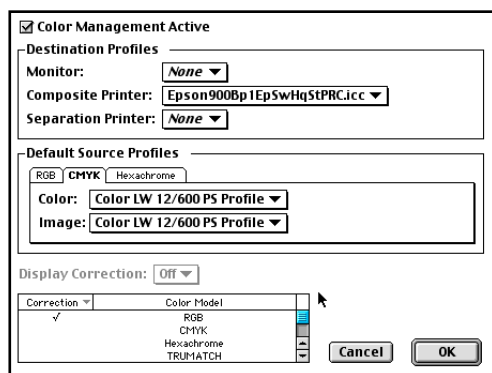 Color Management Active
Destination Profiles
Monitor: None
Composite Printer: Epson900Bp1EpSwHqStPRC.icc
Separation Printer: None
Default Source Profiles
RGB CMYK Hexachrome
Color: Color LW 12/600 PS Profile
Image: Color LW 12/600 PS Profile
Display Correction: Off
Correction Color Model
RGB
CMYK
Hexachrome
TRUMATCH
Cancel OK